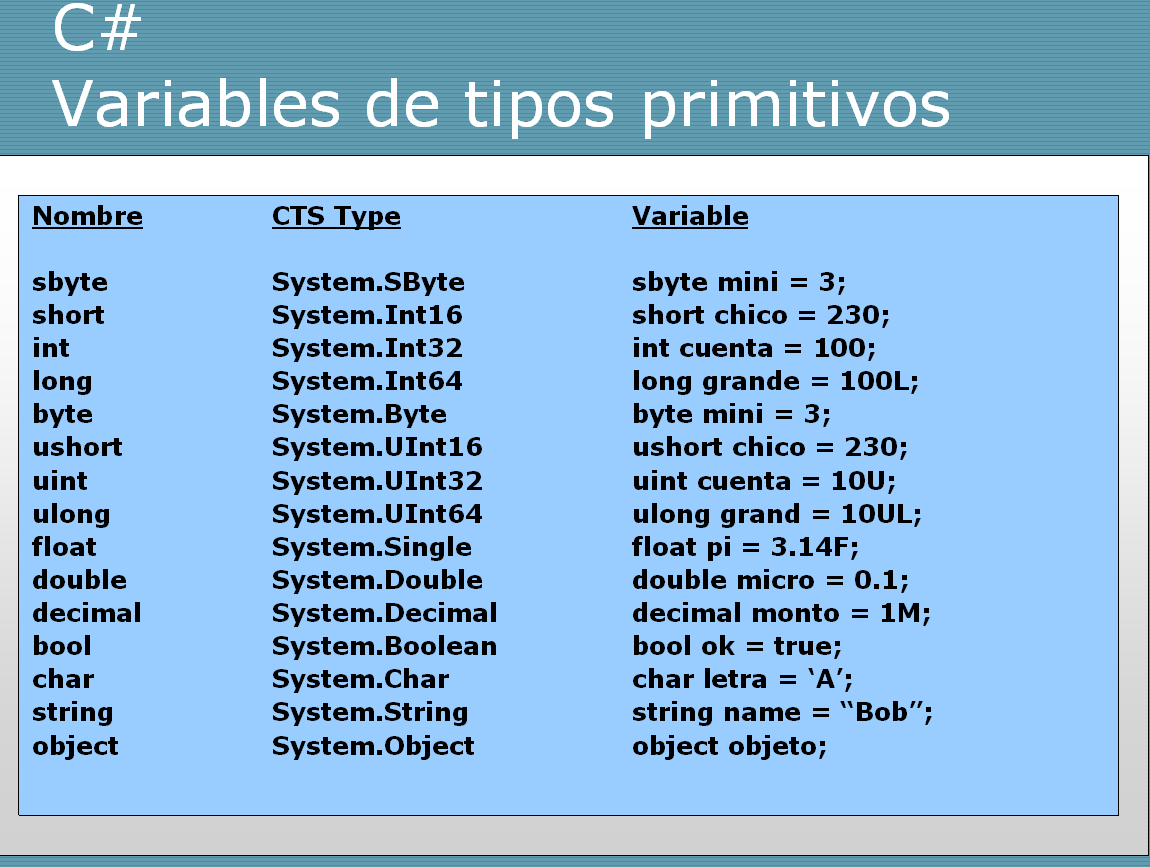 C#
Variables de tipos primitivos
Nombre CTS Type Variable
sbyte System.SByte sbyte mini = 3;
short System.Int16 short chico = 230;
int System.Int32 int cuenta = 100;
long System.Int64 long grande = 100L;
byte System.Byte byte mini = 3;
ushort System.UInt16 ushort chico = 230;
uint System.UInt32 uint cuenta = 10U;
ulong System.UInt64 ulong grand = 10UL;
float System.Single float pi = 3.14F;
double System.Double double micro = 0.1;
decimal System.Decimal decimal monto = 1M;
bool System.Boolean bool ok = true;
char System.Char char letra = ‘A’;
string System.String string name = “Bob”;
object System.Object object objeto;